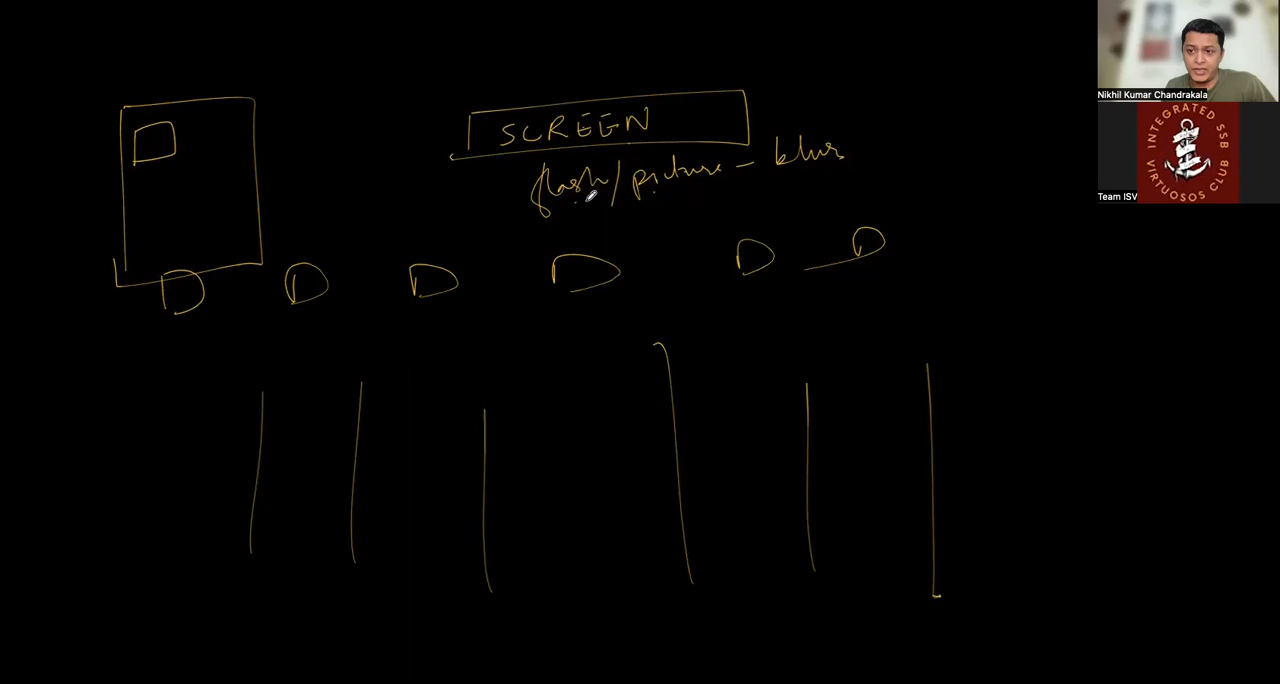 SCREEN
flash/picture - blur
D D D D D D
Nikhil Kumar Chandrakala
INTEGRATED SSB
VIRTUOSOS CLUB
Team ISV